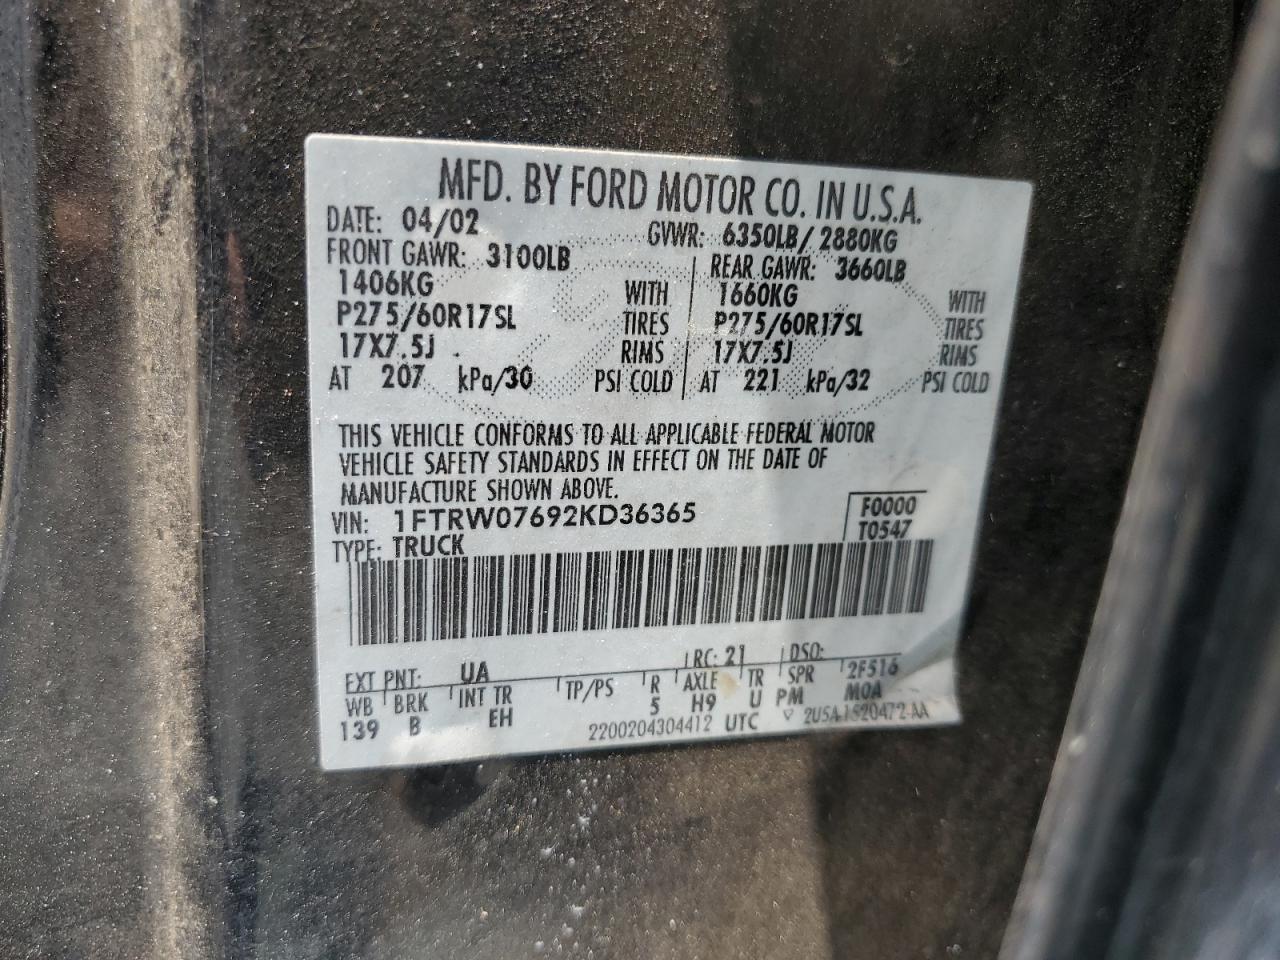 MFD. BY FORD MOTOR CO. IN U.S.A.
DATE: 04/02 GVWR: 6350LB/ 2880KG
FRONT GAWR: 3100LB REAR GAWR: 3660LB
1406KG WITH 1660KG WITH
P275/60R17SL TIRES P275/60R17SL TIRES
17X7.5J RIMS 17X7.5J RIMS
AT 207 kPa/30 PSI COLD AT 221 kPa/32 PSI COLD
THIS VEHICLE CONFORMS TO ALL APPLICABLE FEDERAL MOTOR
VEHICLE SAFETY STANDARDS IN EFFECT ON THE DATE OF
MANUFACTURE SHOWN ABOVE.
VIN: 1FTRW07692KD36365 F0000
TYPE: TRUCK T0547
EXT PNT: UA RC: 21 DSO:
WB BRK INT TR TP/PS R AXLE TR SPR 2F516
139 B EH 5 H9 U PM M0A
2200204304412 UTC ▽ 2U5A-1520472-AA